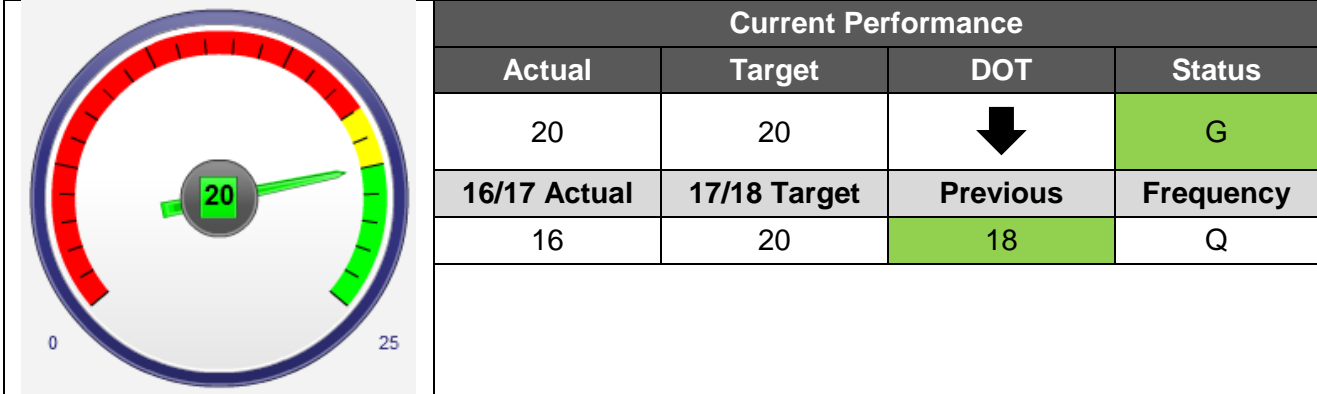 20
0
25
Current Performance
Actual Target DOT Status
20 20 G
16/17 Actual 17/18 Target Previous Frequency
16 20 18 Q